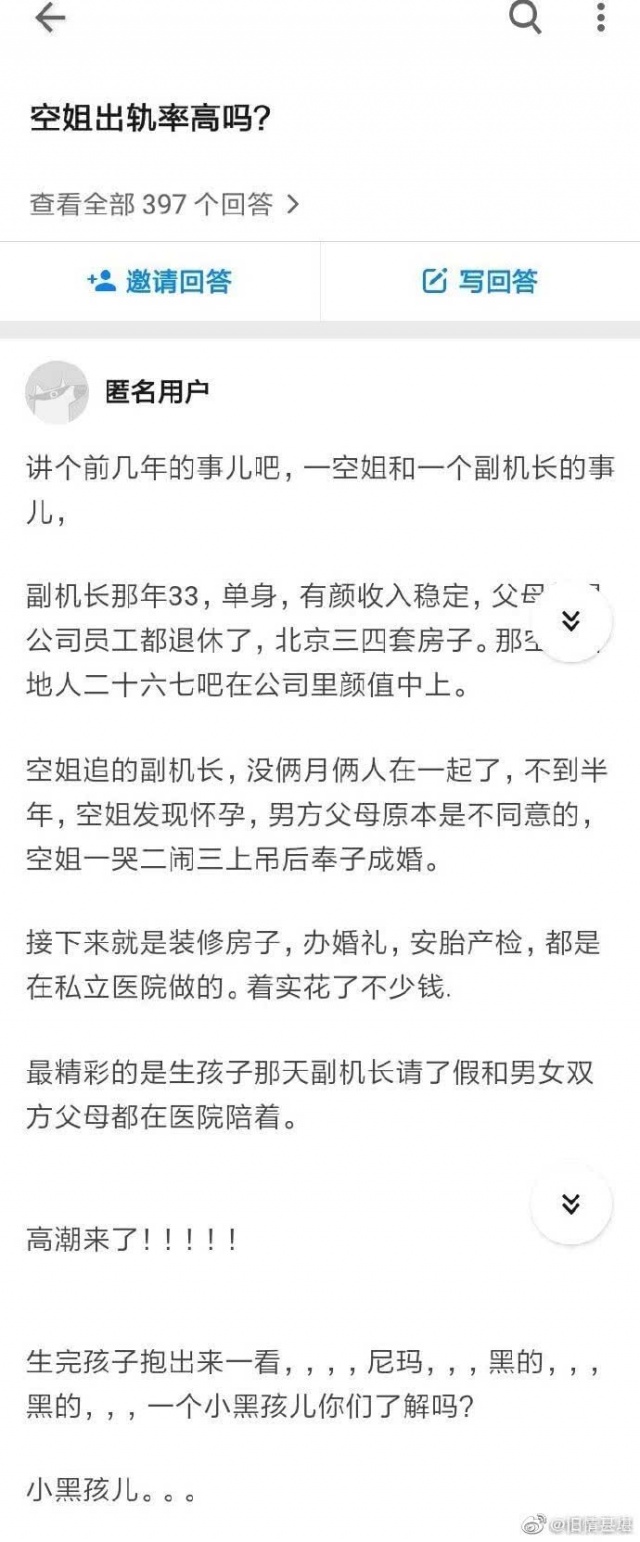 空姐出轨率高吗?
查看全部 397 个回答
邀请回答
写回答
匿名用户
讲个前几年的事儿吧，一空姐和一个副机长的事
儿，
副机长那年33，单身，有颜收入稳定，父母
公司员工都退休了，北京三四套房子。那
地人二十六七吧在公司里颜值中上。
空姐追的副机长，没俩月俩人在一起了，不到半
年，空姐发现怀孕，男方父母原本是不同意的，
空姐一哭二闹三上吊后奉子成婚。
接下来就是装修房子，办婚礼，安胎产检，都是
在私立医院做的。着实花了不少钱.
最精彩的是生孩子那天副机长请了假和男女双
方父母都在医院陪着。
高潮来了！！！！！
生完孩子抱出来一看，，，，尼玛，，，黑的，，，
黑的，，，一个小黑孩儿你们了解吗?
小黑孩儿。。。